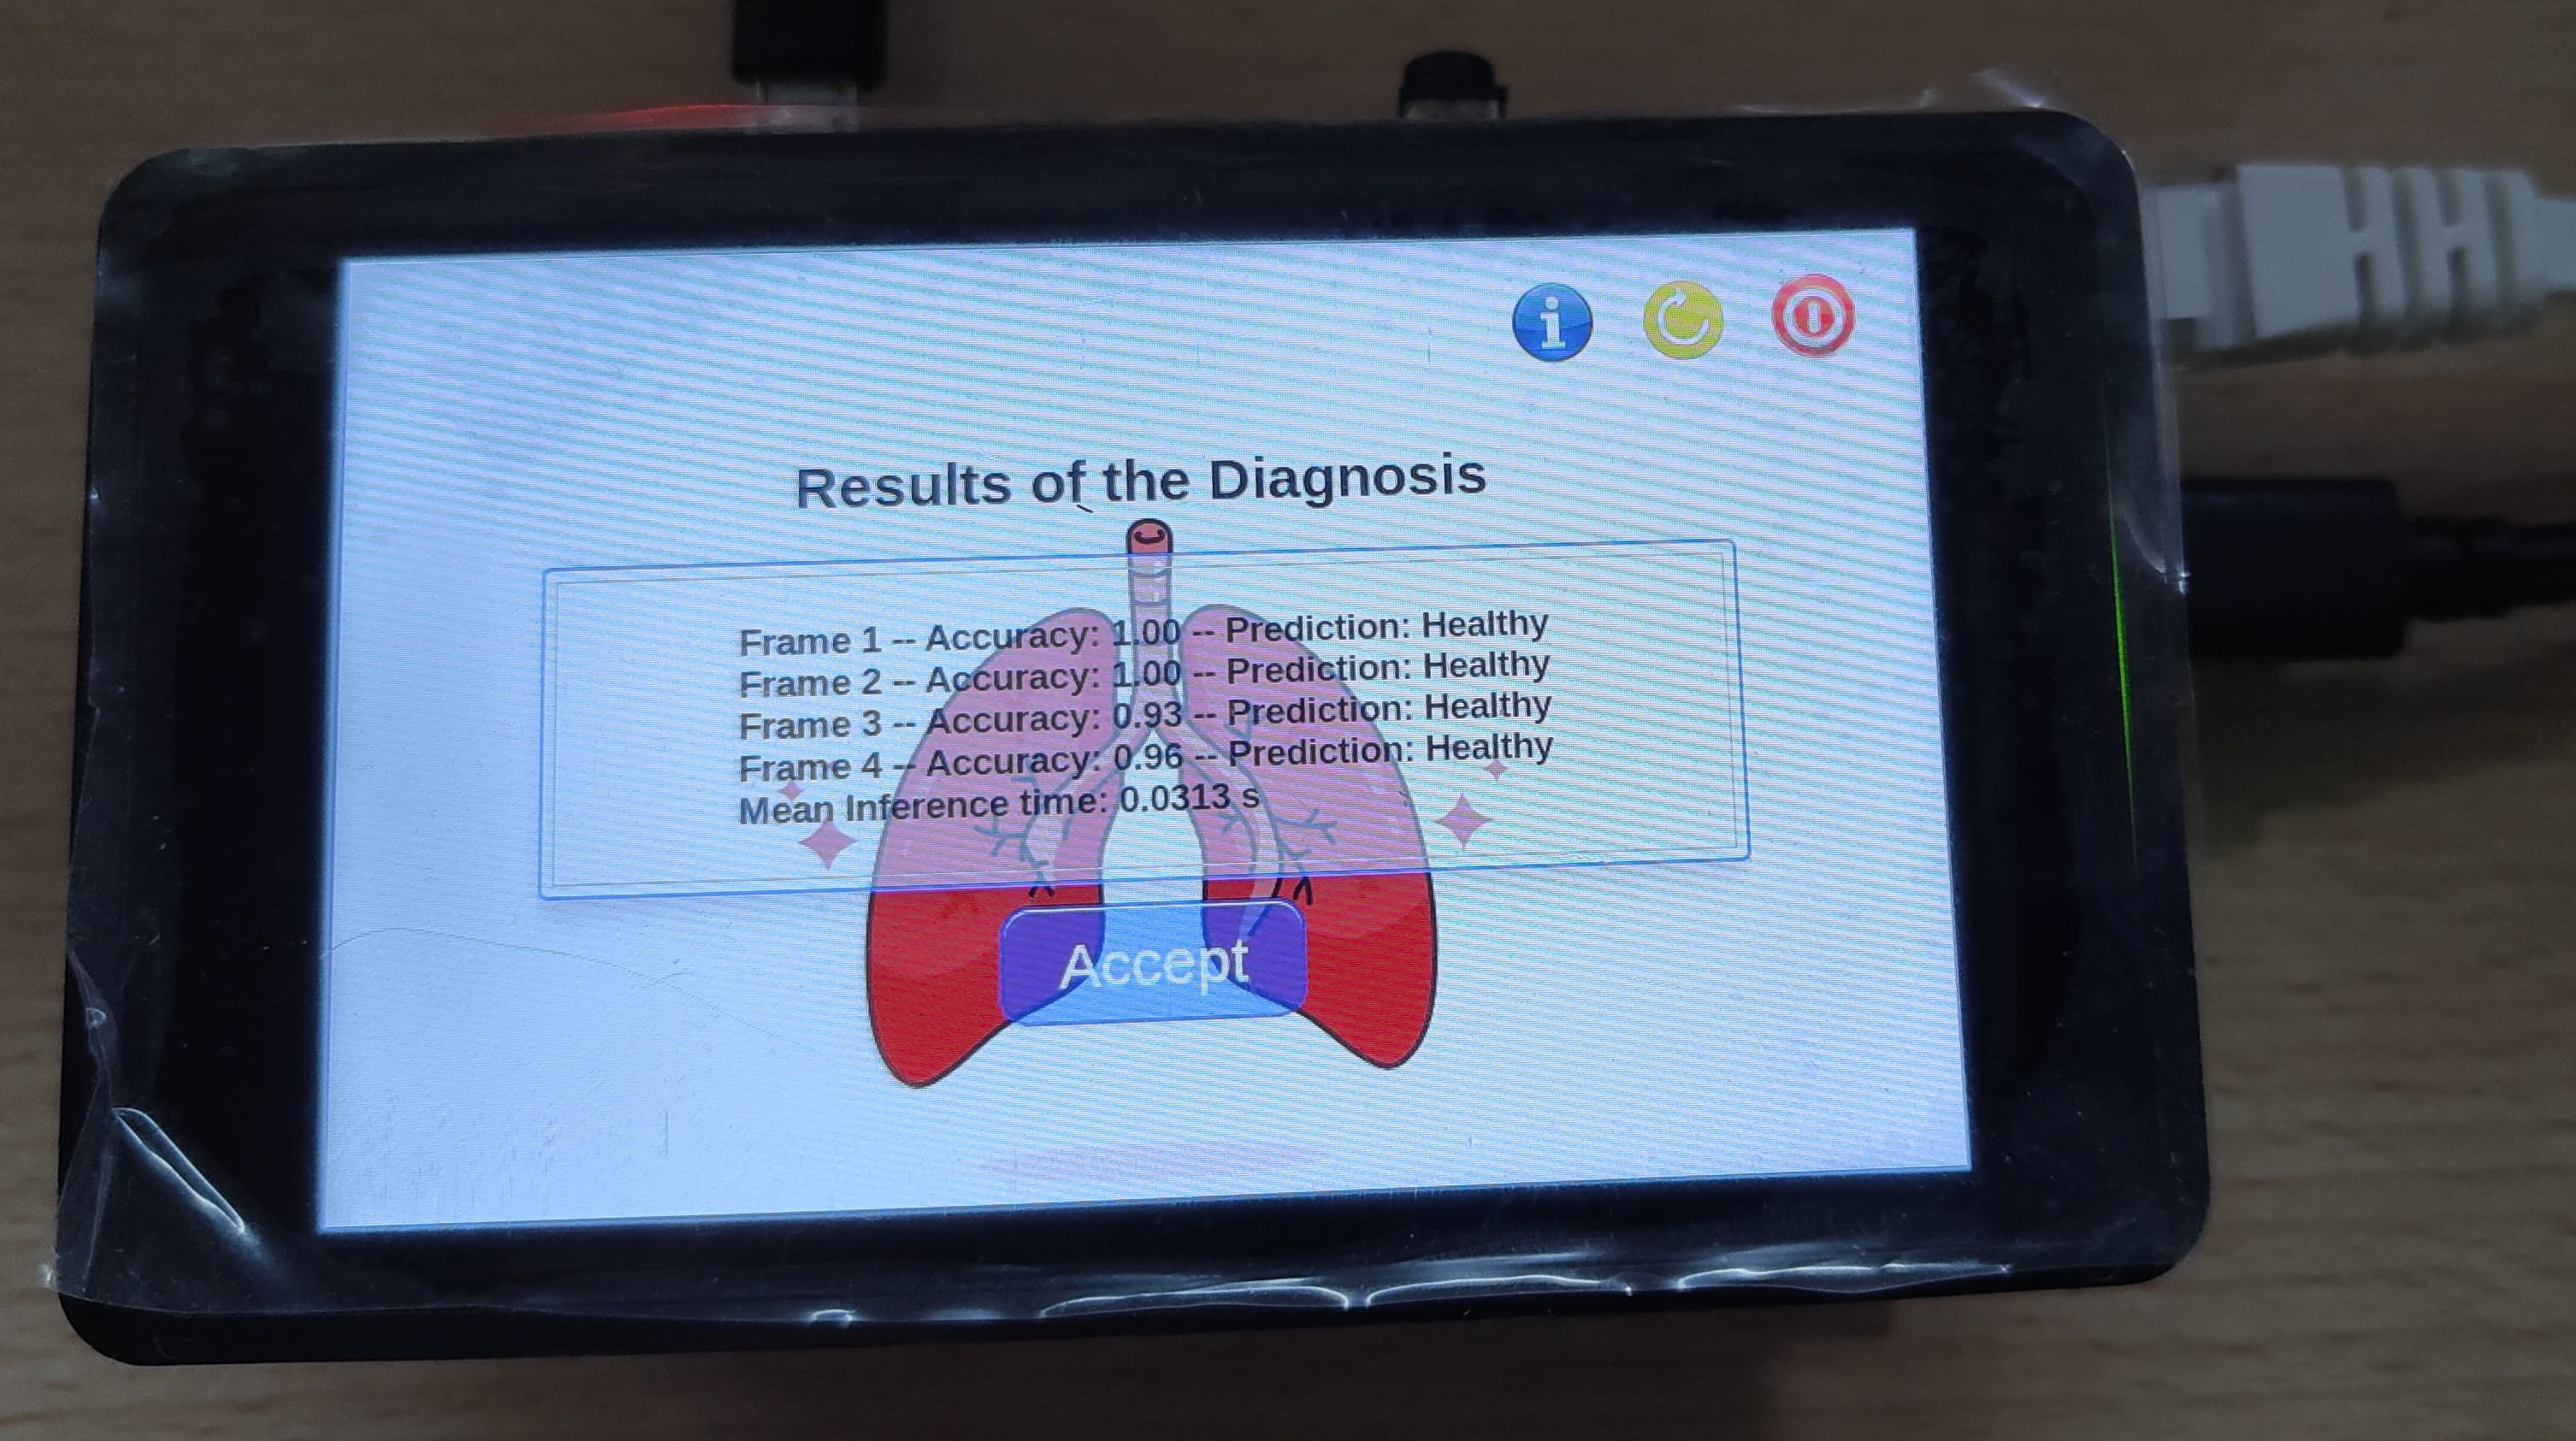 Results of the Diagnosis
Frame 1 -- Accuracy: 1.00 -- Prediction: Healthy
Frame 2 -- Accuracy: 1.00 -- Prediction: Healthy
Frame 3 -- Accuracy: 0.93 -- Prediction: Healthy
Frame 4 -- Accuracy: 0.96 -- Prediction: Healthy
Mean Inference time: 0.0313 s
Accept